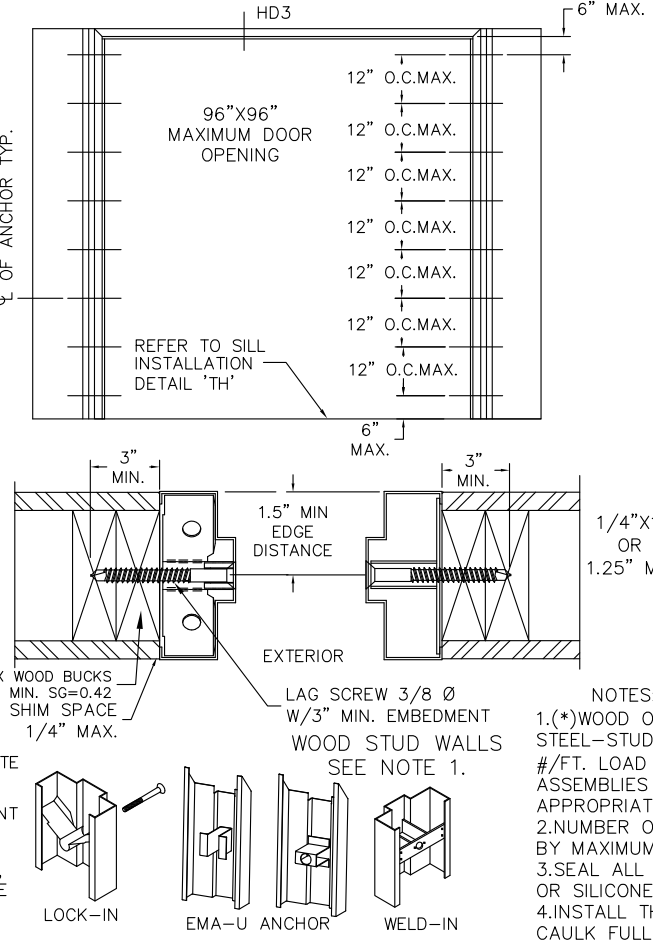 HD3
6" MAX.
12" O.C.MAX.
96"X96"
MAXIMUM DOOR
OPENING
12" O.C.MAX.
12" O.C.MAX.
12" O.C.MAX.
12" O.C.MAX.
12" O.C.MAX.
12" O.C.MAX.
℄ OF ANCHOR TYP.
REFER TO SILL
INSTALLATION
DETAIL 'TH'
6"
MAX.
3"
MIN.
3"
MIN.
1.5" MIN
EDGE
DISTANCE
OR
EXTERIOR
X WOOD BUCKS
MIN. SG=0.42
SHIM SPACE
1/4" MAX.
LAG SCREW 3/8 Ø
W/3" MIN. EMBEDMENT
WOOD STUD WALLS
SEE NOTE 1.
LOCK-IN
EMA-U ANCHOR
WELD-IN
NOTES:
1.(*)WOOD O
STEEL-STUD
#/FT. LOAD
ASSEMBLIES
APPROPRIAT
2.NUMBER O
BY MAXIMUM
3.SEAL ALL
OR SILICONE
4.INSTALL TH
CAULK FULL